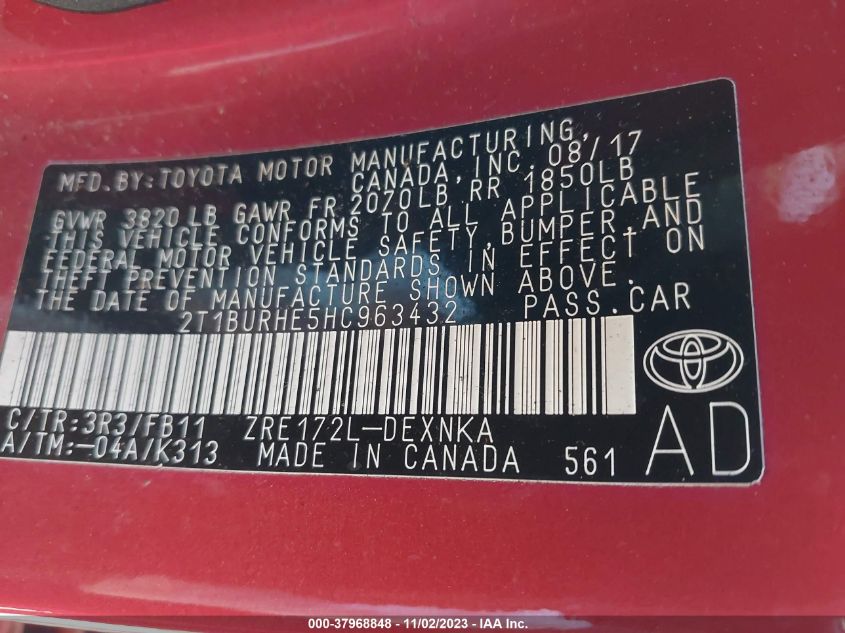 MFD. BY: TOYOTA MOTOR MANUFACTURING,
CANADA, INC. 08/17
GVWR 3820 LB GAWR FR 2070LB RR 1850LB
THIS VEHICLE CONFORMS TO ALL APPLICABLE
FEDERAL MOTOR VEHICLE SAFETY, BUMPER, AND
THEFT PREVENTION STANDARDS IN EFFECT ON
THE DATE OF MANUFACTURE SHOWN ABOVE.
2T1BURHE5HC963432 PASS. CAR
C/TR: 3R3/FB11 ZRE172L-DEXNKA
A/TM: -04A/K313 MADE IN CANADA 561
AD
000-37968848 - 11/02/2023 - IAA Inc.